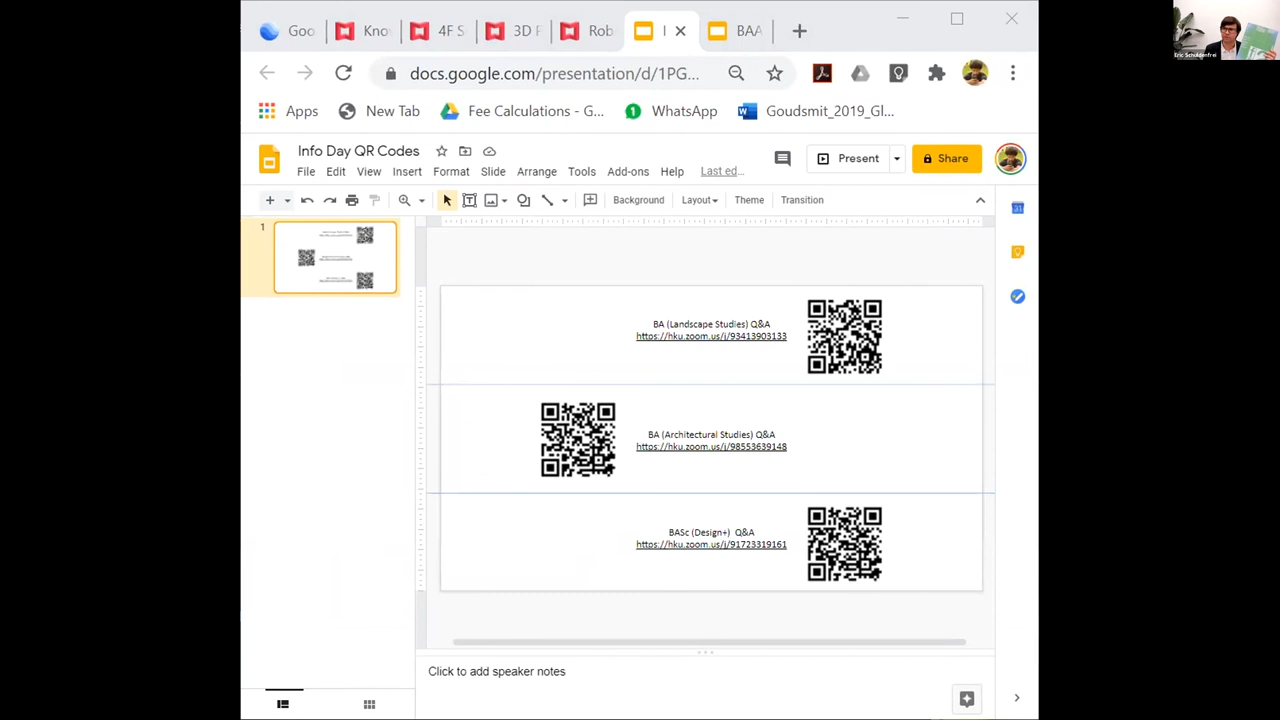 Goo
Kno
4F S
3D F
Rob
I
BAA
docs.google.com/presentation/d/1PG...
Apps
New Tab
Fee Calculations - G...
WhatsApp
Goudsmit_2019_Gl...
Info Day QR Codes
Present
Share
File Edit View Insert Format Slide Arrange Tools Add-ons Help Last ed...
Background Layout Theme Transition
1
BA (Landscape Studies) Q&A
https://hku.zoom.us/j/93413903133
BA (Architectural Studies) Q&A
https://hku.zoom.us/j/98553639148
BASc (Design+) Q&A
https://hku.zoom.us/j/91723319161
Click to add speaker notes
Eric Schuldenfrei